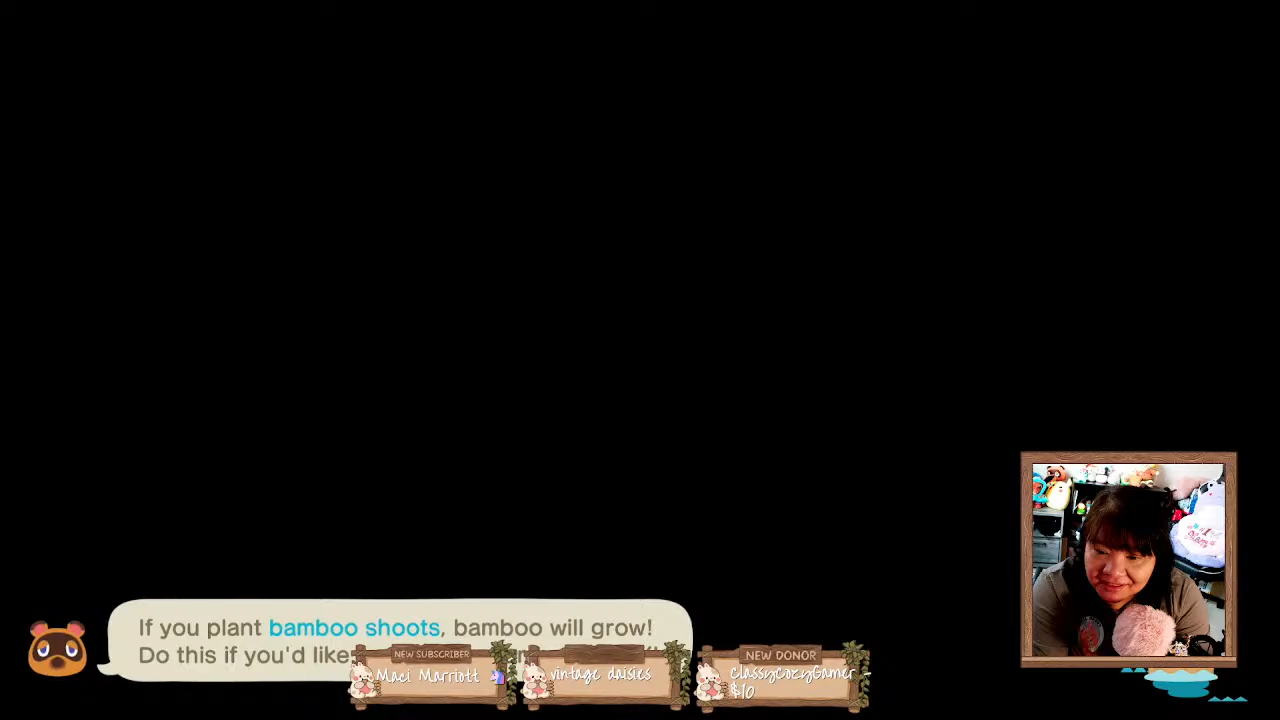 If you plant bamboo shoots, bamboo will grow!
Do this if you'd like
NEW SUBSCRIBER
Maci Marriott
vintage daisies
NEW DONOR
ClassyCozyGamer -
$10